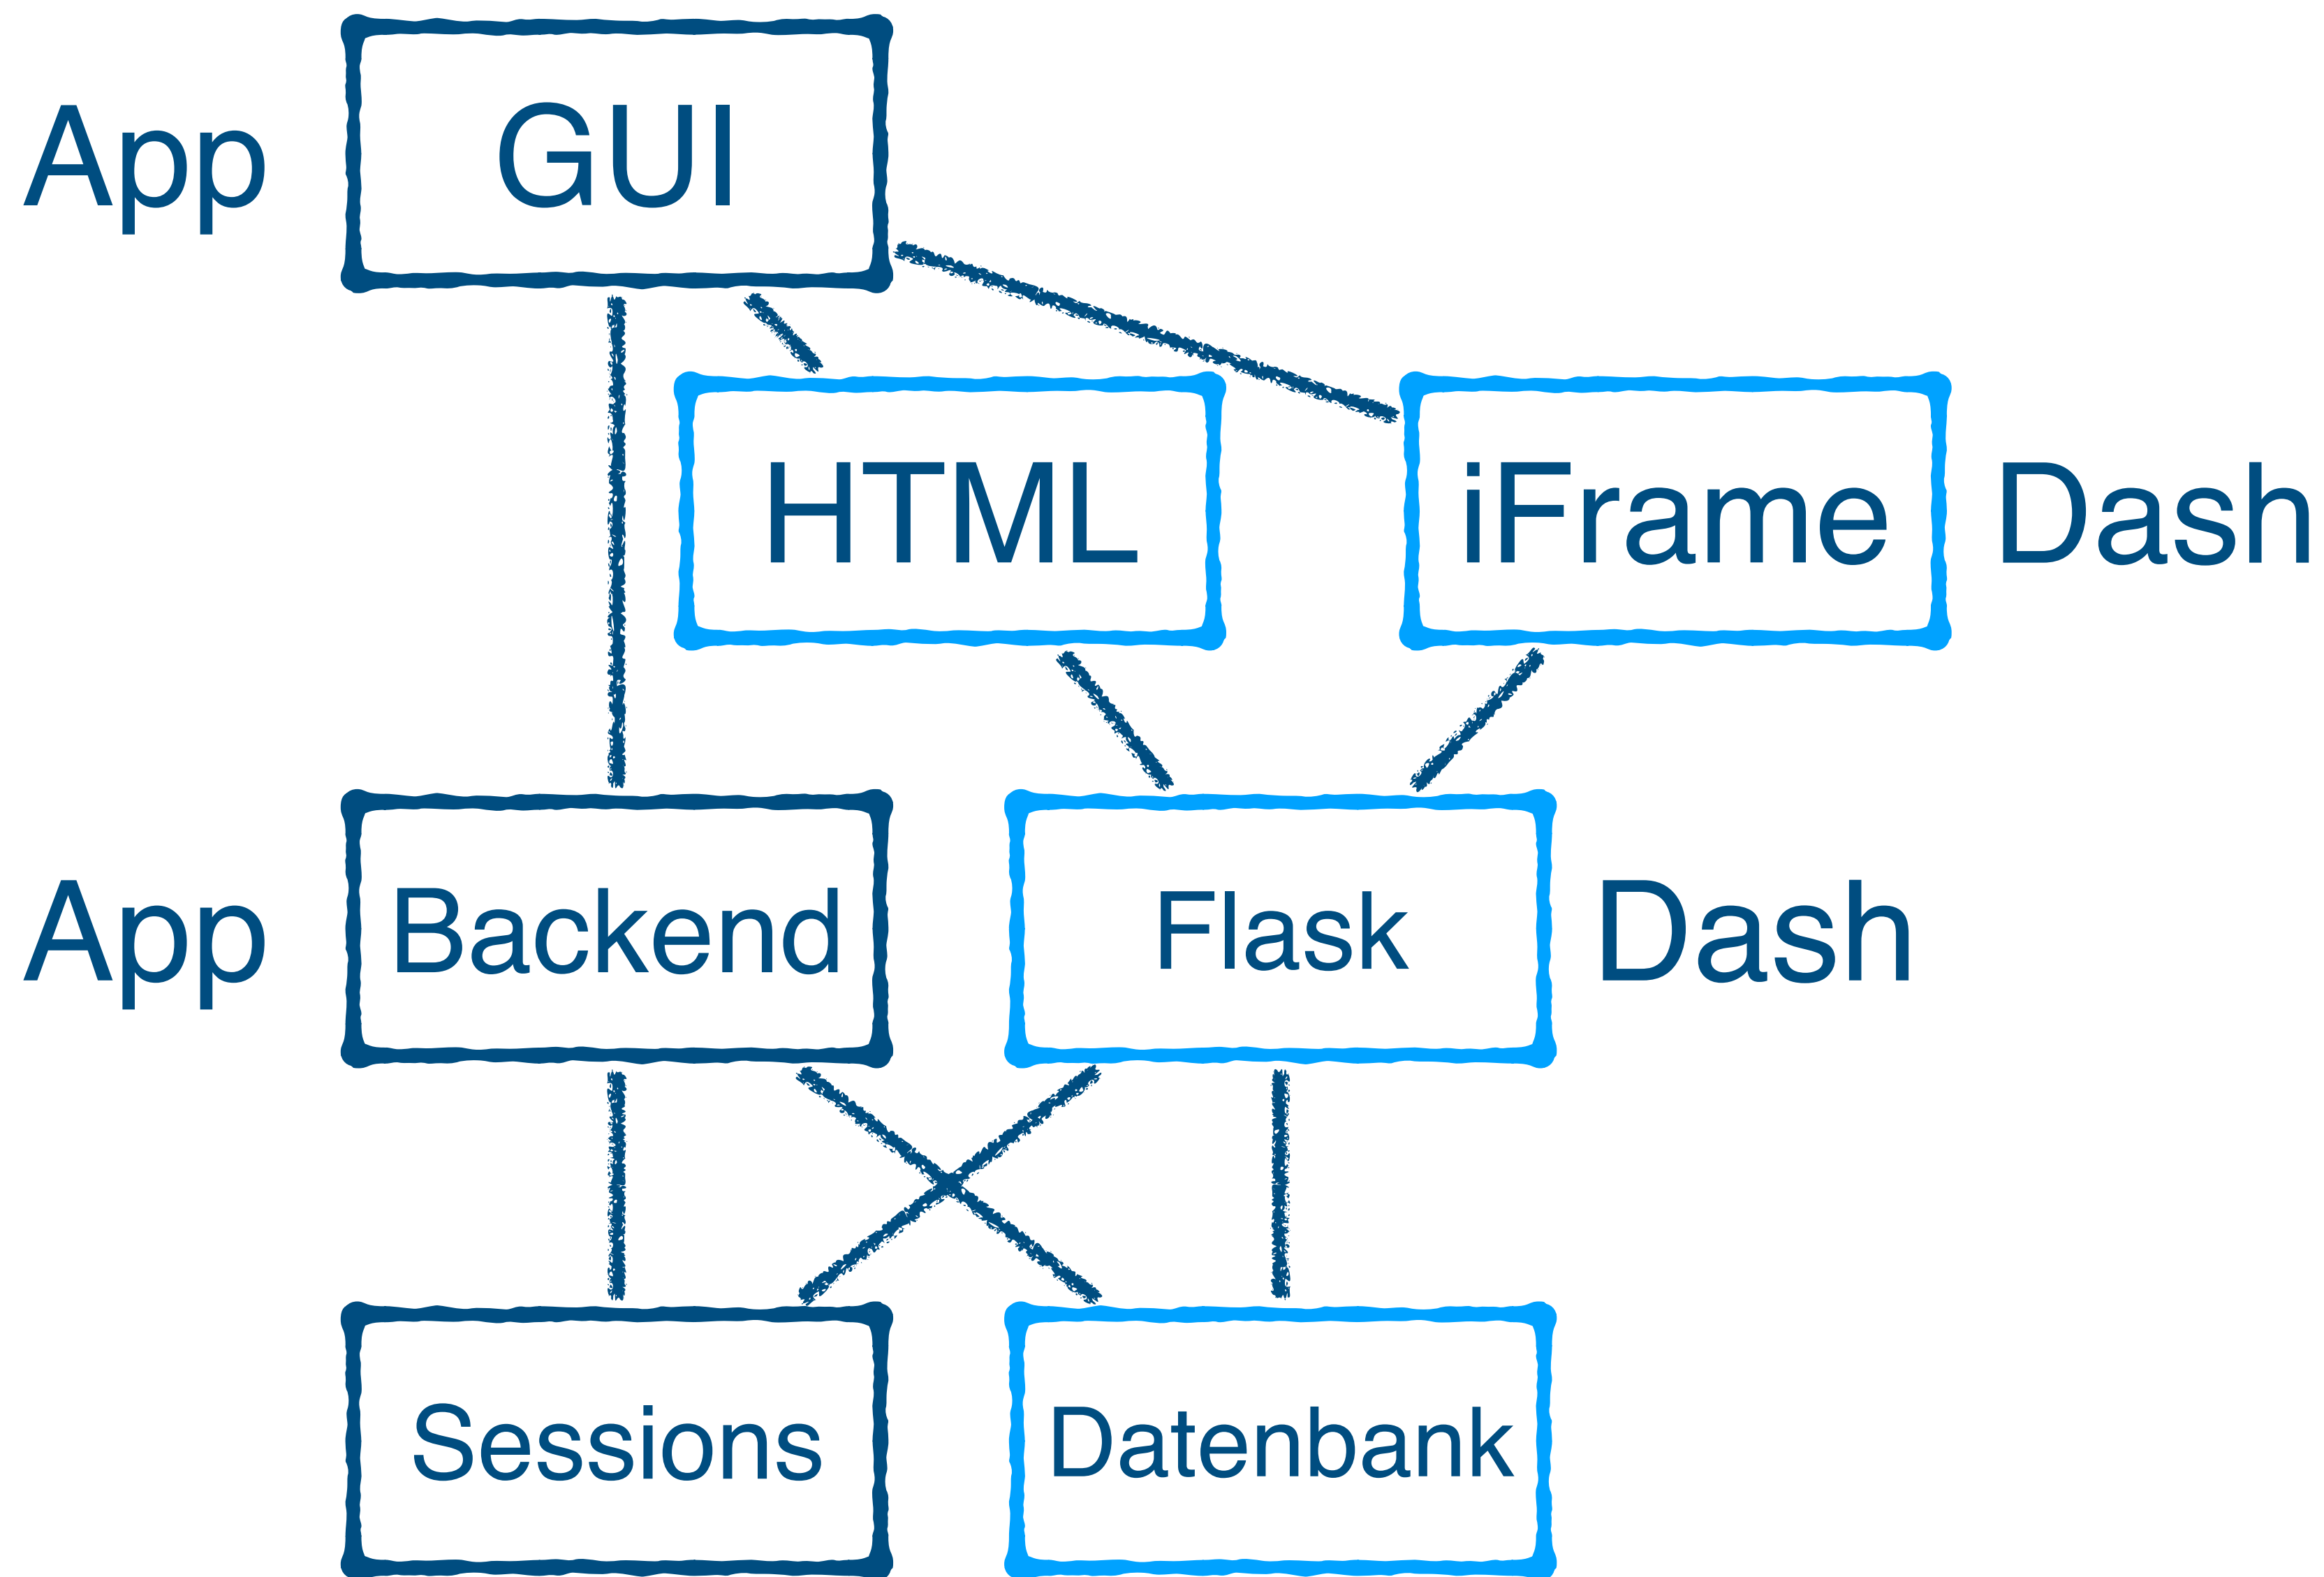 App
GUI
HTML
iFrame
Dash
App
Backend
Flask
Dash
Sessions
Datenbank